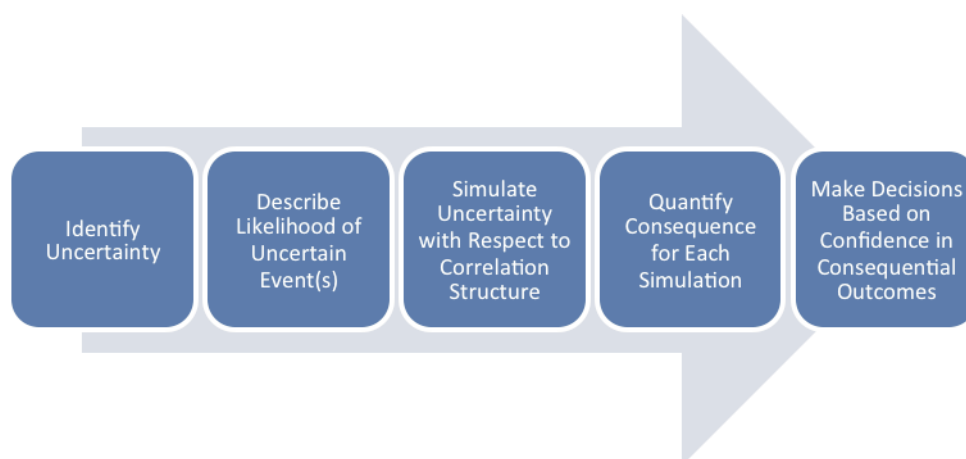 Identify
Uncertainty
Describe
Likelihood of
Uncertain
Event(s)
Simulate
Uncertainty
with Respect to
Correlation
Structure
Quantify
Consequence
for Each
Simulation
Make Decisions
Based on
Confidence in
Consequential
Outcomes